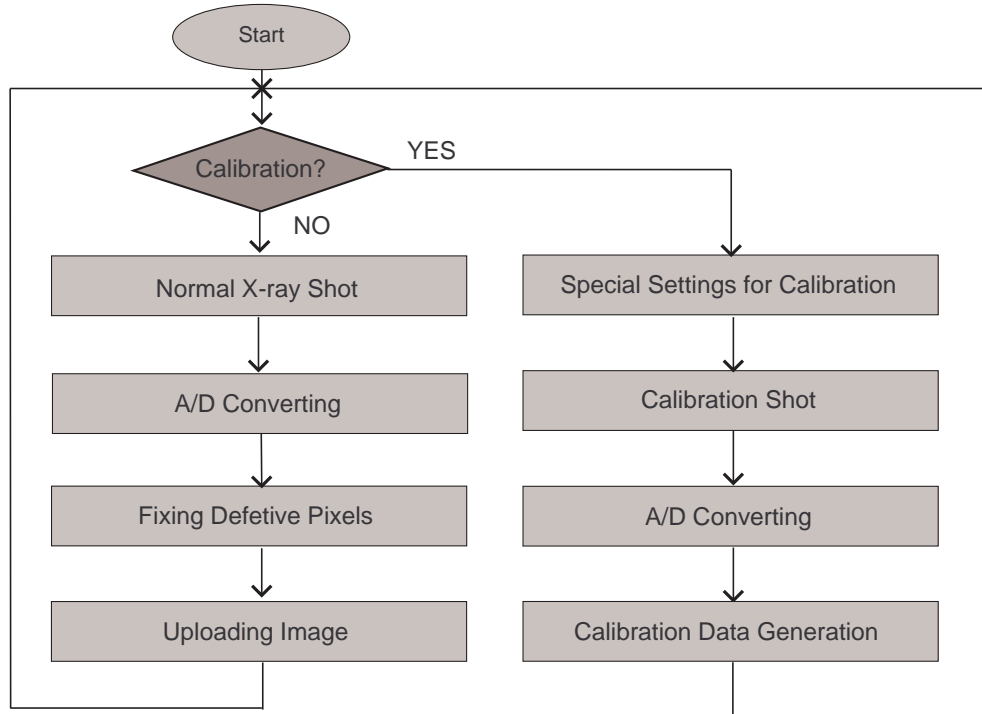 Start
Calibration?
YES
NO
Normal X-ray Shot
A/D Converting
Fixing Defetive Pixels
Uploading Image
Special Settings for Calibration
Calibration Shot
A/D Converting
Calibration Data Generation